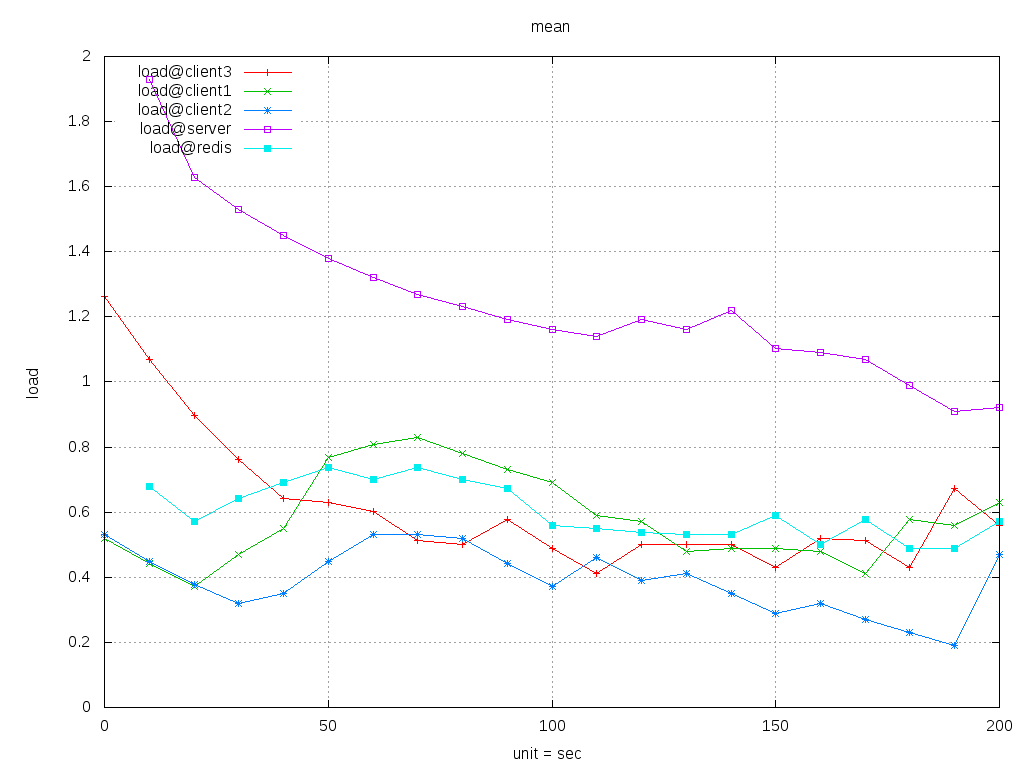 mean
load@client3
load@client1
load@client2
load@server
load@redis
2
1.8
1.6
1.4
1.2
1
0.8
0.6
0.4
0.2
0
load
0 50 100 150 200
unit = sec